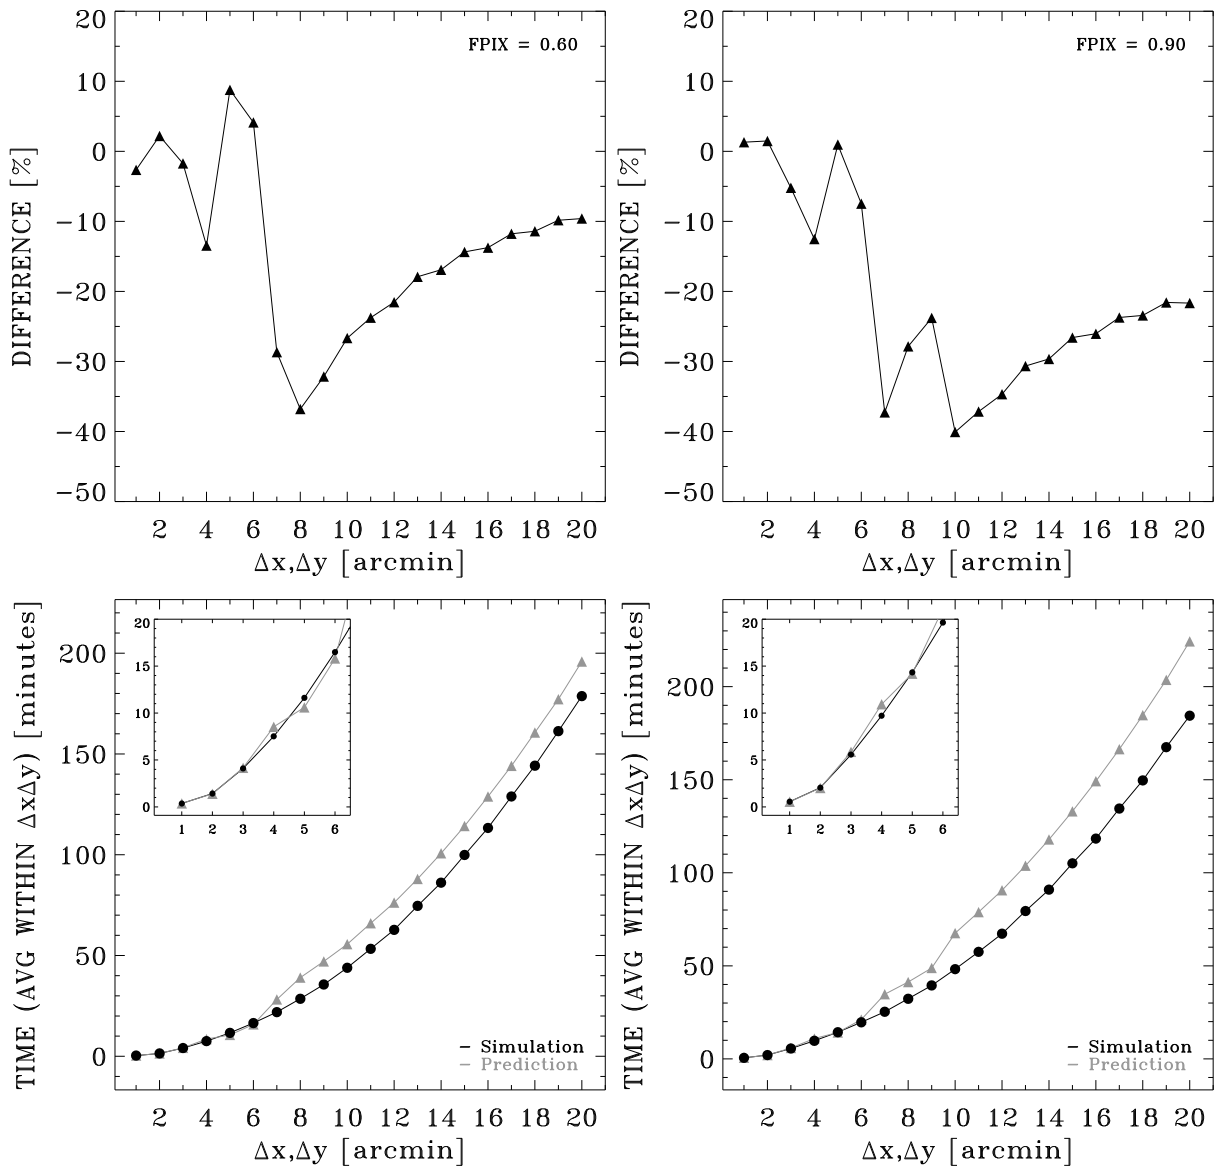 FPIX = 0.60
20
10
0
−10
−20
−30
−40
−50
DIFFERENCE [%]
2 4 6 8 10 12 14 16 18 20
Δx,Δy [arcmin]
FPIX = 0.90
20
10
0
−10
−20
−30
−40
−50
DIFFERENCE [%]
2 4 6 8 10 12 14 16 18 20
Δx,Δy [arcmin]
200
150
100
50
0
TIME (AVG WITHIN ΔxΔy) [minutes]
20
15
10
5
0
1 2 3 4 5 6
Simulation
Prediction
2 4 6 8 10 12 14 16 18 20
Δx,Δy [arcmin]
200
150
100
50
0
TIME (AVG WITHIN ΔxΔy) [minutes]
20
15
10
5
0
1 2 3 4 5 6
Simulation
Prediction
2 4 6 8 10 12 14 16 18 20
Δx,Δy [arcmin]